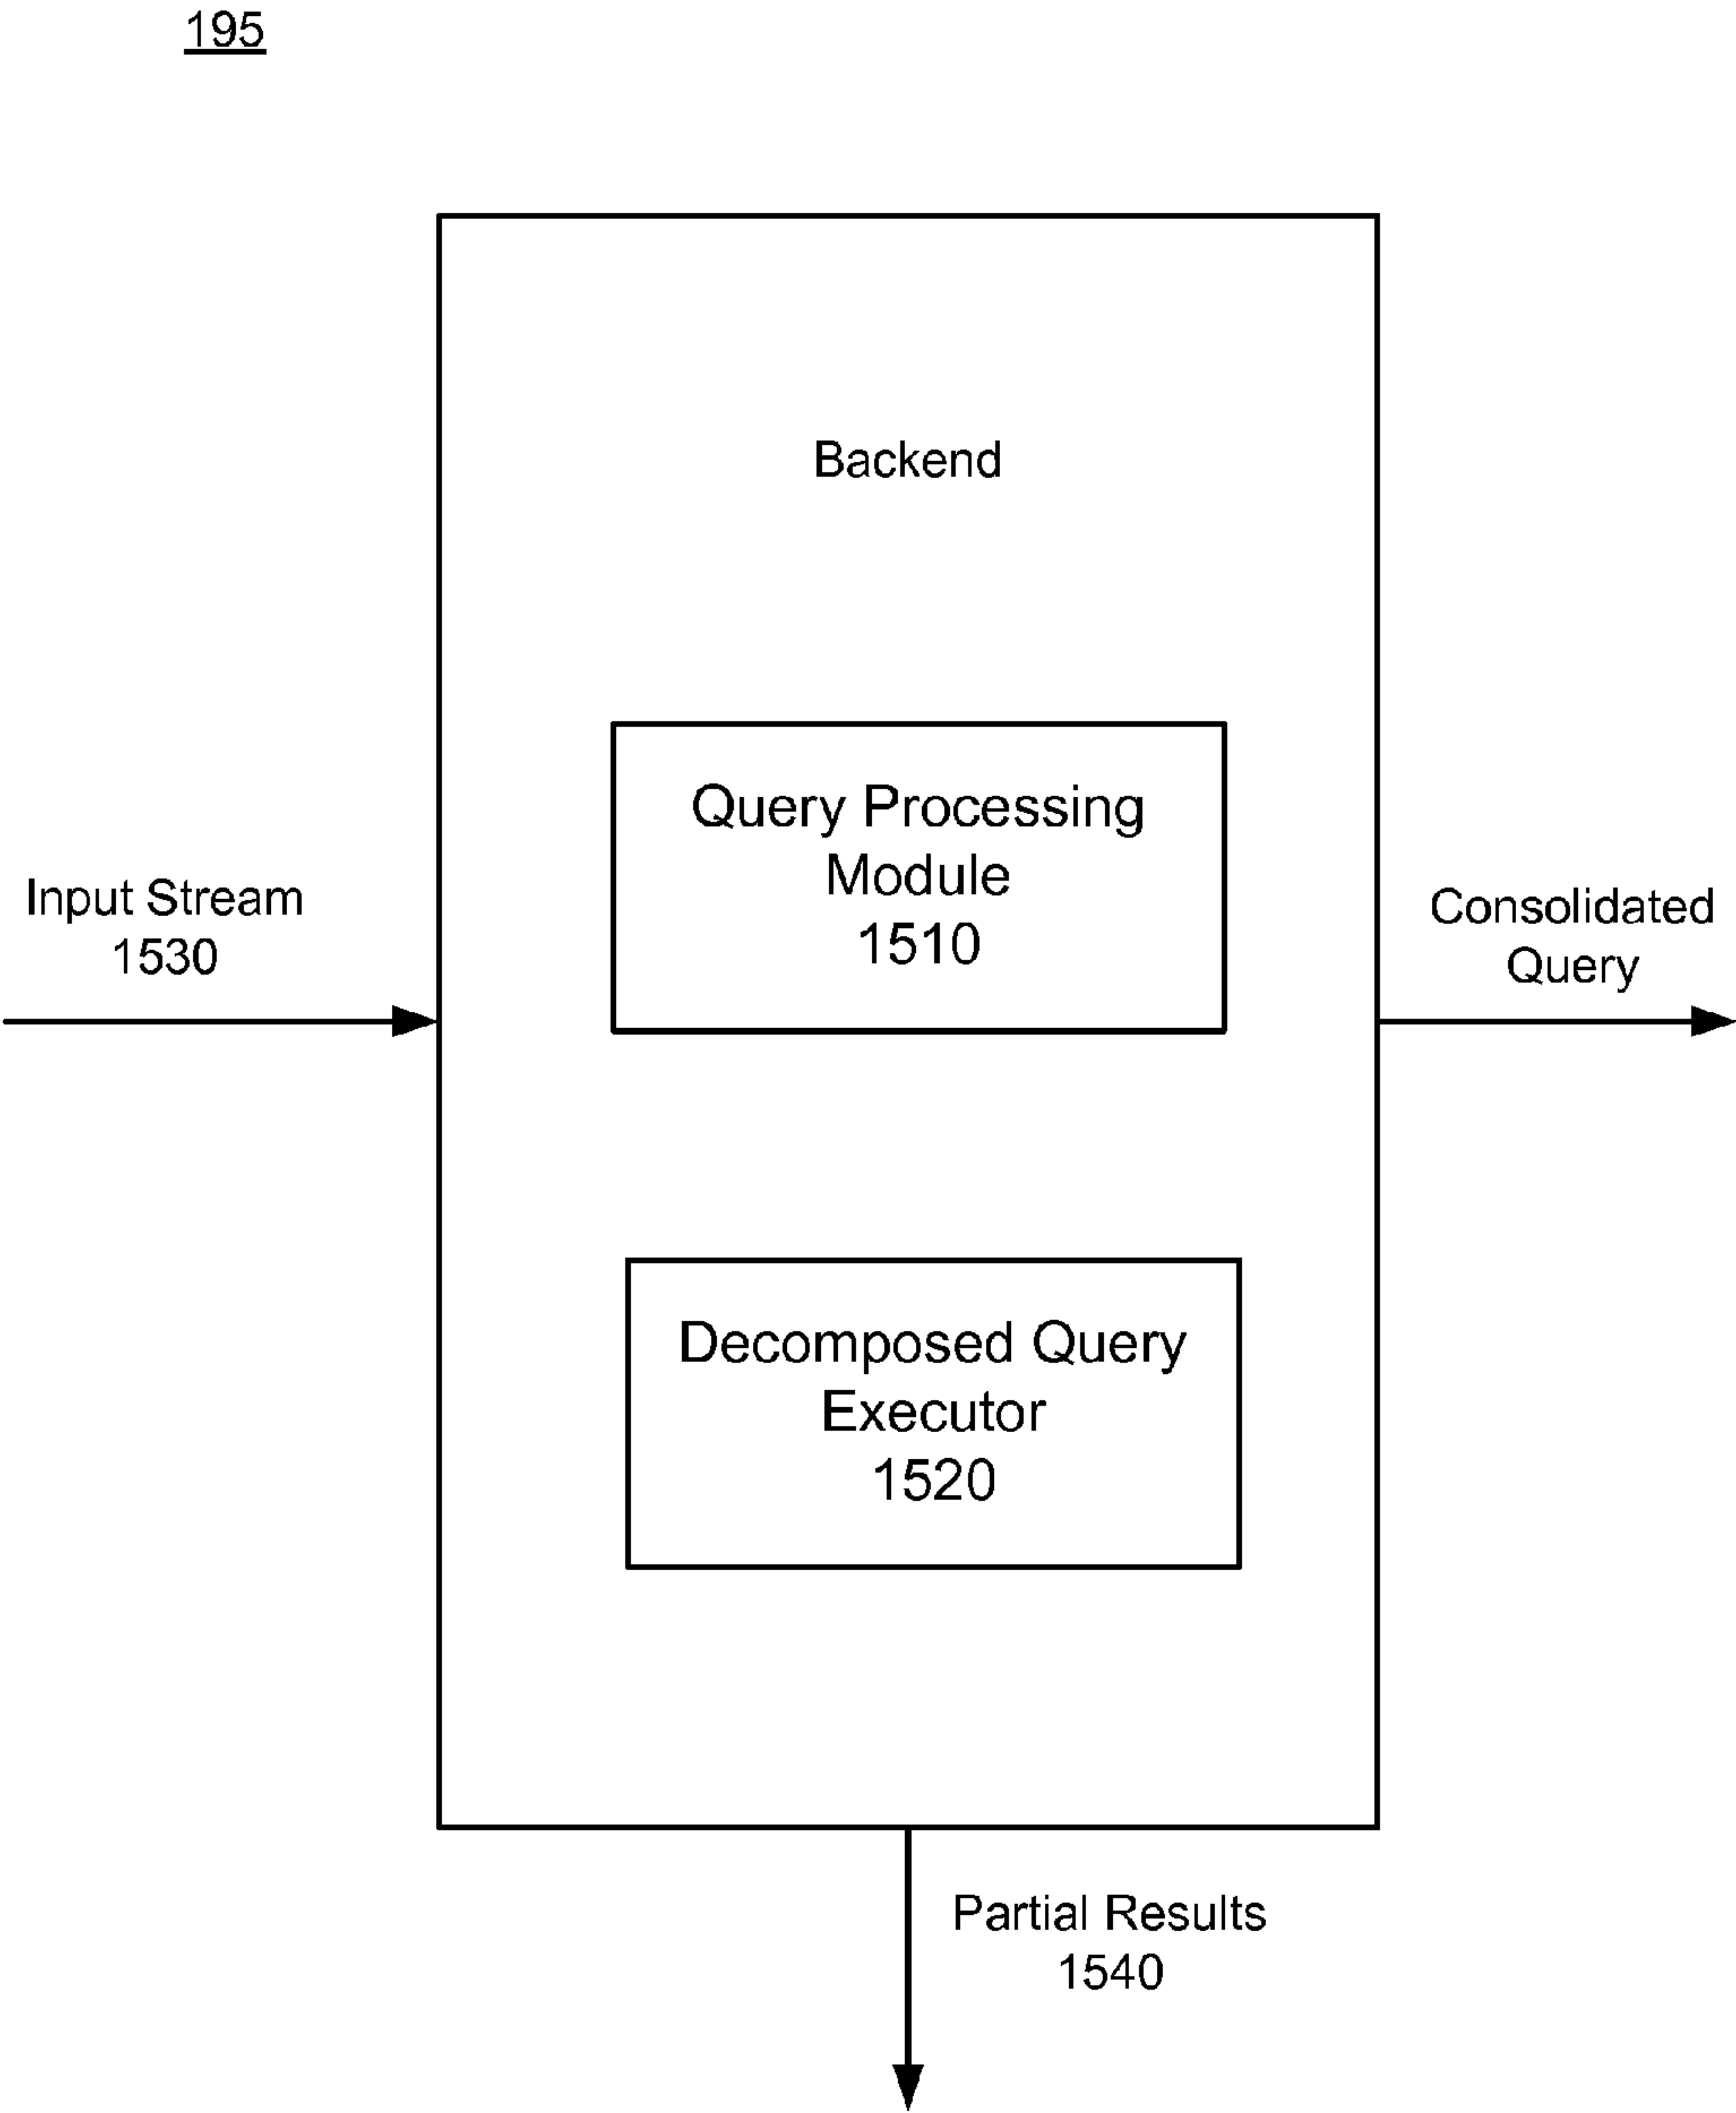 195
Backend
Query Processing
Module
1510
Input Stream
1530
Consolidated
Query
Decomposed Query
Executor
1520
Partial Results
1540